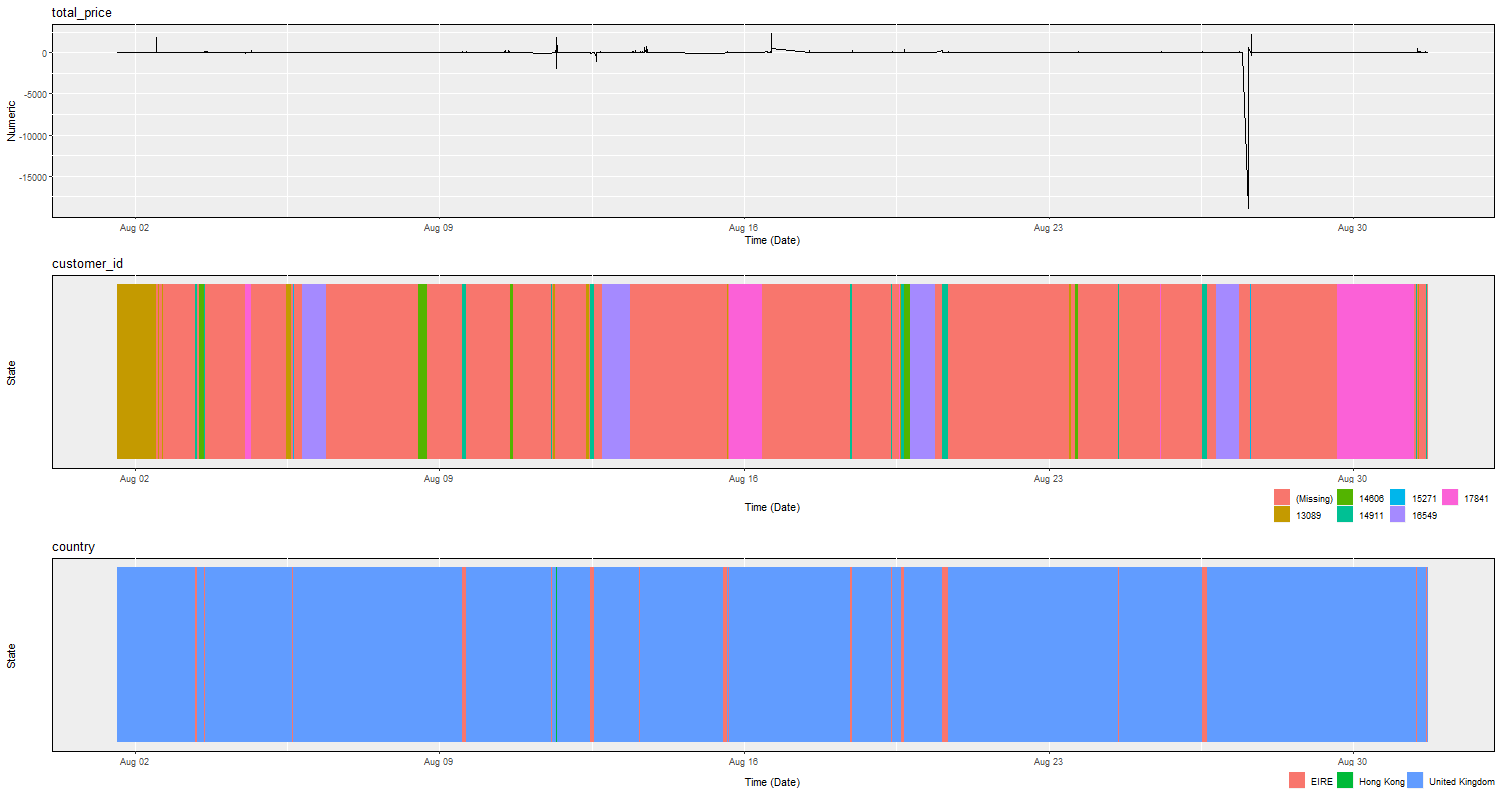 total_price
Numeric
0
-5000
-10000
-15000
Aug 02 Aug 09 Aug 16 Aug 23 Aug 30
Time (Date)
customer_id
State
Aug 02 Aug 09 Aug 16 Aug 23 Aug 30
Time (Date)
(Missing) 14606 15271 17841
13089 14911 16549
country
State
Aug 02 Aug 09 Aug 16 Aug 23 Aug 30
Time (Date)
EIRE Hong Kong United Kingdom